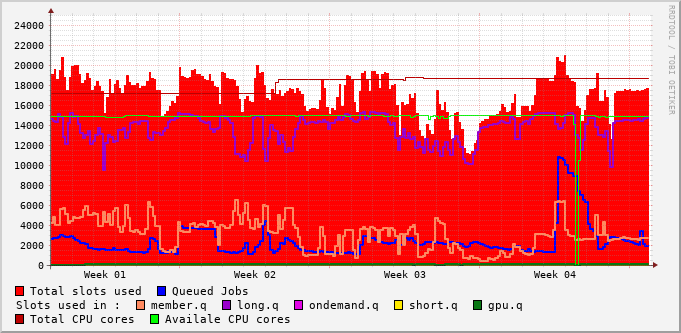 RRDTOOL / TOBI OETIKER
24000
22000
20000
18000
16000
14000
12000
10000
8000
6000
4000
2000
0
Week 01 Week 02 Week 03 Week 04
Total slots used Queued Jobs
Slots used in : member.q long.q ondemand.q short.q gpu.q
Total CPU cores Availale CPU cores